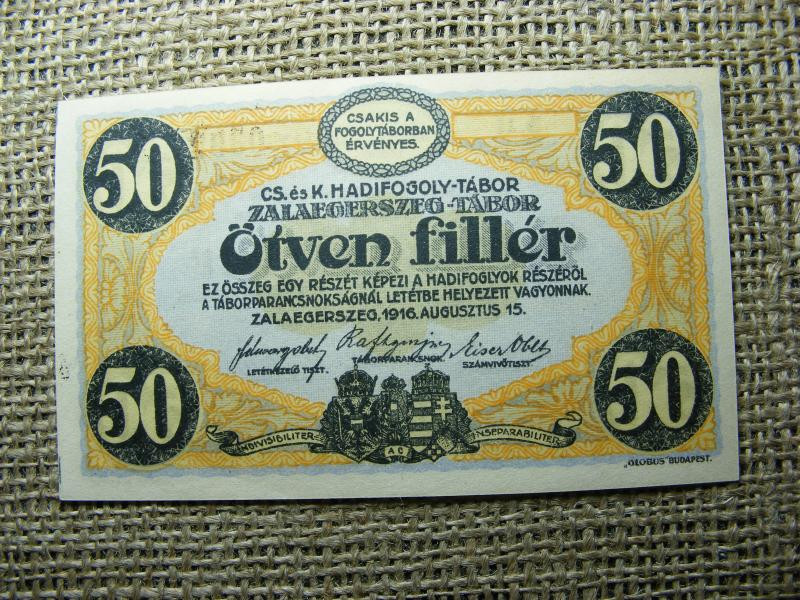 CSAKIS A
FOGOLYTÁBORBAN
ÉRVÉNYES.
50 50
CS. és K. HADIFOGOLY-TÁBOR
ZALAEGERSZEG-TÁBOR
Ötven fillér
EZ ÖSSZEG EGY RÉSZÉT KÉPEZI A HADIFOGLYOK RÉSZÉRŐL
A TÁBORPARANCSNOKSÁGNÁL LETÉTBE HELYEZETT VAGYONNAK.
ZALAEGERSZEG, 1916. AUGUSZTUS 15.
LETÉTKEZELŐ TISZT. TÁBORPARANCSNOK. SZÁMVIVŐTISZT.
50 50
INDIVISIBILITER AC INSEPARABILITER
„GLOBUS" BUDAPEST.